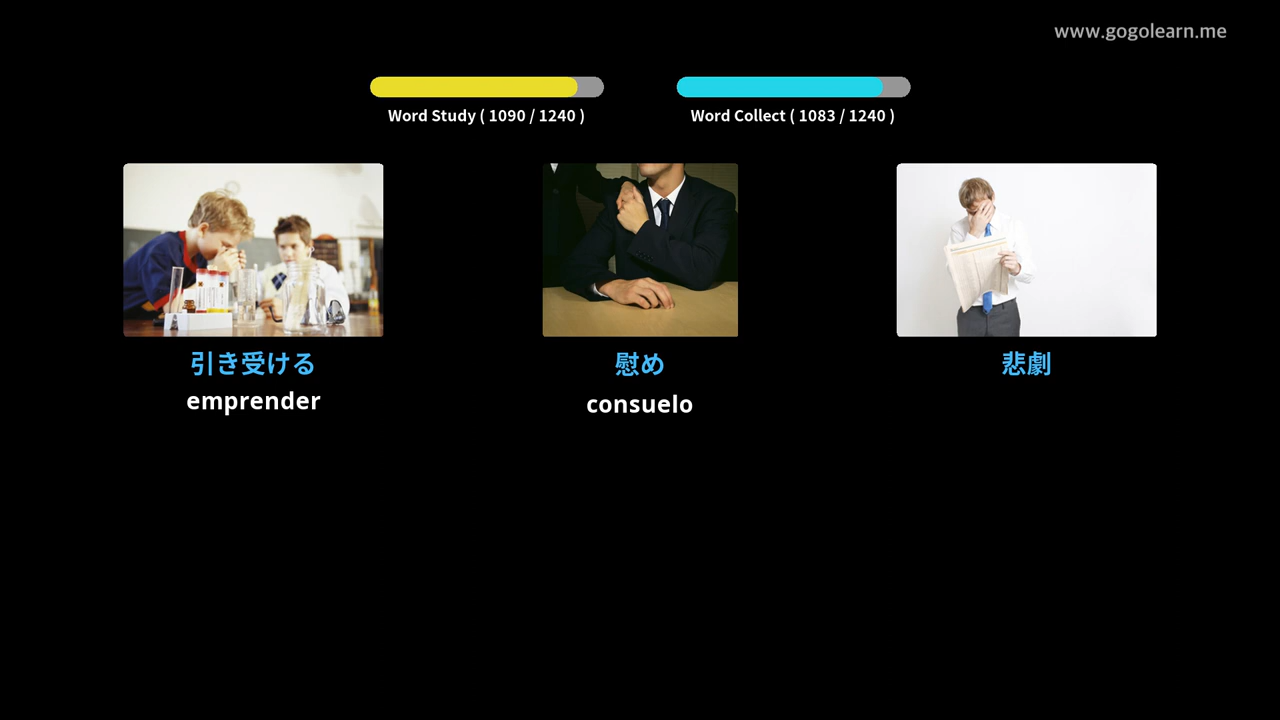 www.gogolearn.me
Word Study ( 1090 / 1240 )
Word Collect ( 1083 / 1240 )
引き受ける
慰め
悲劇
emprender
consuelo